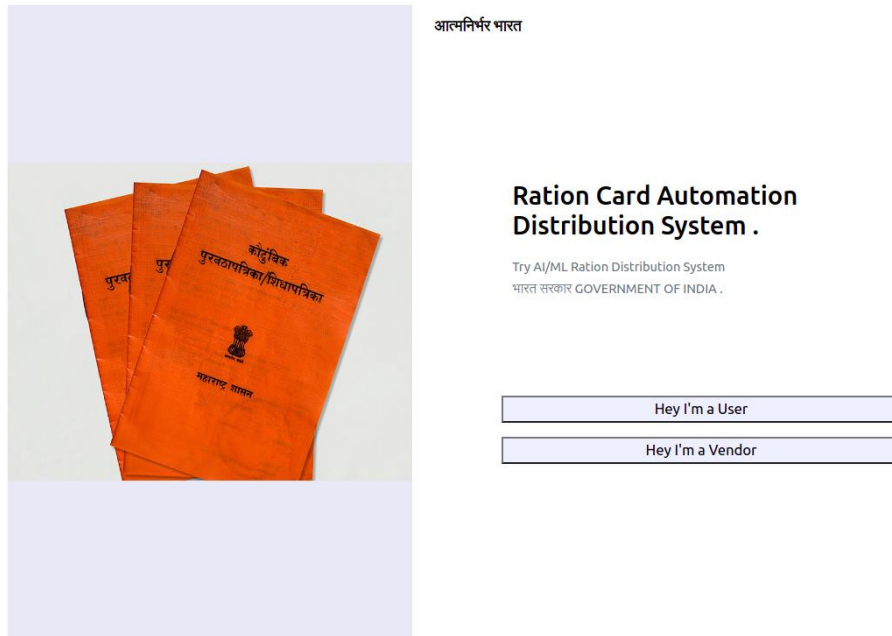 आत्मनिर्भर भारत
कौटुंबिक
पुरवठापत्रिका/शिधापत्रिका
महाराष्ट्र शासन
Ration Card Automation
Distribution System .
Try AI/ML Ration Distribution System
भारत सरकार GOVERNMENT OF INDIA .
Hey I'm a User
Hey I'm a Vendor